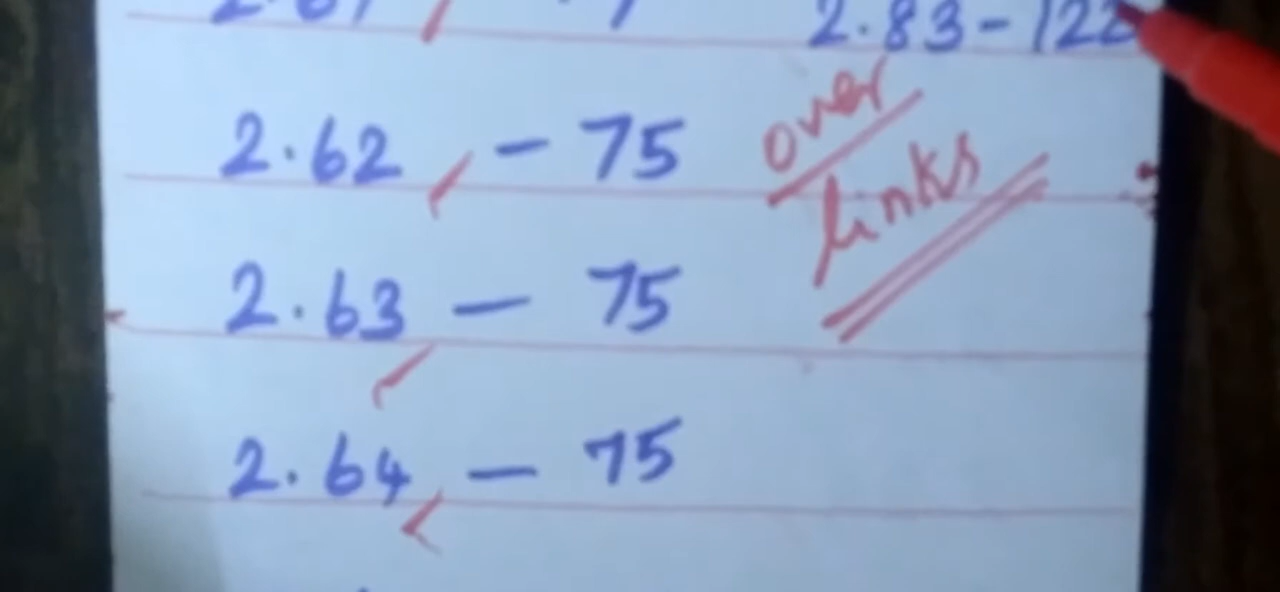 2.83 - 122
2.62 - 75
over
links
2.63 - 75
2.64 - 75